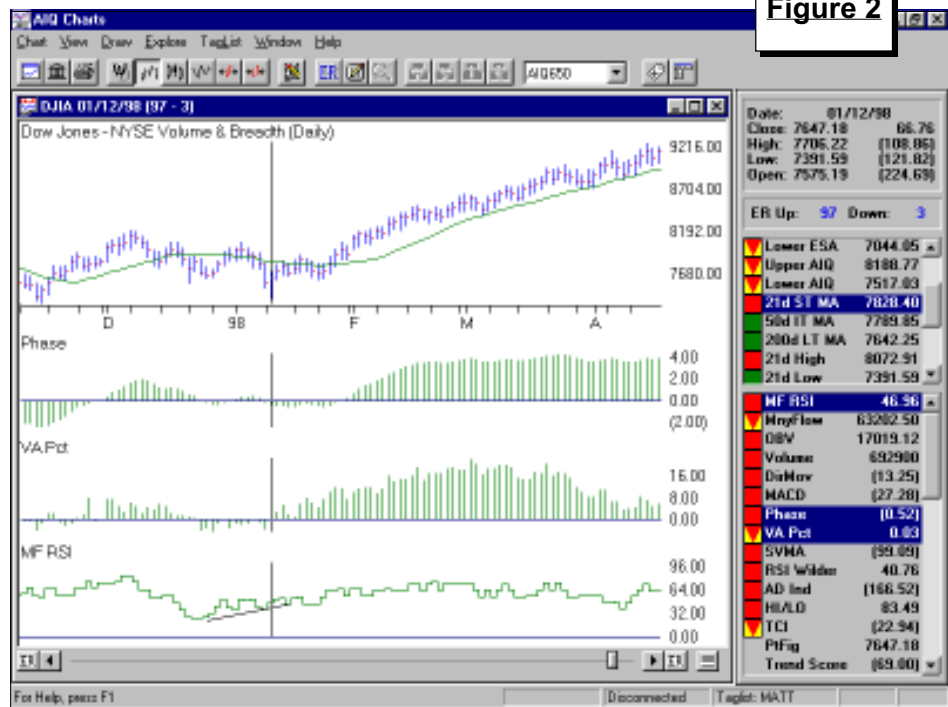 Figure 2
AIQ Charts
Chart View Draw Explore TagList Window Help
ER AIQ650
DJIA 01/12/98 (97 - 3)
Dow Jones - NYSE Volume & Breadth (Daily)
9216.00
8704.00
8192.00
7680.00
D 98 F M A
Phase
4.00
2.00
0.00
(2.00)
VA Pct
16.00
8.00
0.00
MF RSI
96.00
64.00
32.00
0.00
Date: 01/12/98
Close: 7647.18 66.76
High: 7706.22 (108.86)
Low: 7391.59 (121.82)
Open: 7575.19 (224.69)
ER Up: 97 Down: 3
Lower ESA 7044.05
Upper AIQ 8188.77
Lower AIQ 7517.03
21d ST MA 7828.40
50d IT MA 7789.85
200d LT MA 7642.25
21d High 8072.91
21d Low 7391.59
MF RSI 46.96
MnyFlow 63202.50
OBV 17019.12
Volume 692900
DirMov (13.25)
MACD (27.28)
Phase (0.52)
VA Pct 0.03
SVMA (99.09)
RSI Wilder 40.76
AD Ind (166.52)
HI/LO 83.49
TCI (22.94)
PtFig 7647.18
Trend Score (69.00)
For Help, press F1
Disconnected
Taglist: MATT